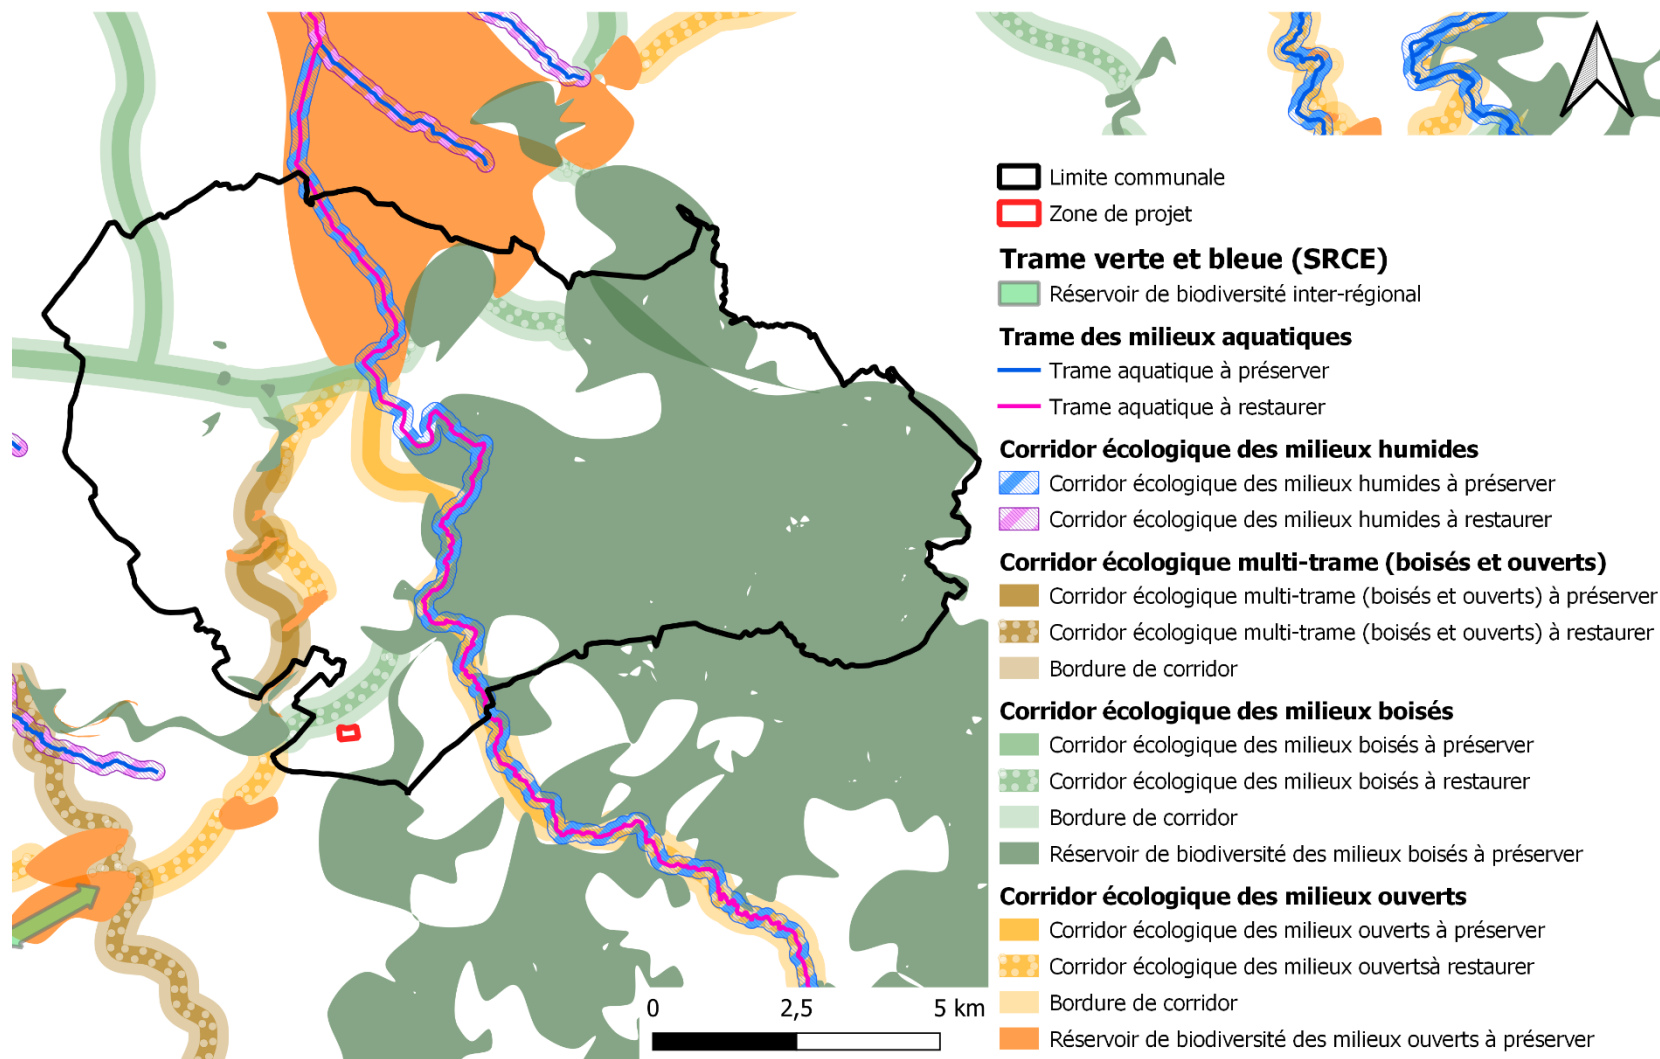 Limite communale
Zone de projet
Trame verte et bleue (SRCE)
Réservoir de biodiversité inter-régional
Trame des milieux aquatiques
Trame aquatique à préserver
Trame aquatique à restaurer
Corridor écologique des milieux humides
Corridor écologique des milieux humides à préserver
Corridor écologique des milieux humides à restaurer
Corridor écologique multi-trame (boisés et ouverts)
Corridor écologique multi-trame (boisés et ouverts) à préserver
Corridor écologique multi-trame (boisés et ouverts) à restaurer
Bordure de corridor
Corridor écologique des milieux boisés
Corridor écologique des milieux boisés à préserver
Corridor écologique des milieux boisés à restaurer
Bordure de corridor
Réservoir de biodiversité des milieux boisés à préserver
Corridor écologique des milieux ouverts
Corridor écologique des milieux ouverts à préserver
Corridor écologique des milieux ouvertsà restaurer
Bordure de corridor
Réservoir de biodiversité des milieux ouverts à préserver
0 2,5 5 km